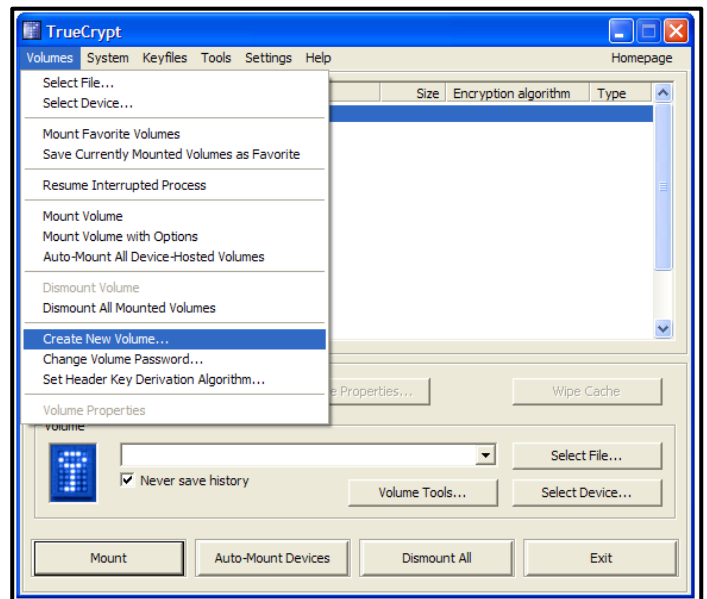 TrueCrypt
Volumes System Keyfiles Tools Settings Help Homepage
Size Encryption algorithm Type
Select File...
Select Device...
Mount Favorite Volumes
Save Currently Mounted Volumes as Favorite
Resume Interrupted Process
Mount Volume
Mount Volume with Options
Auto-Mount All Device-Hosted Volumes
Dismount Volume
Dismount All Mounted Volumes
Create New Volume...
Change Volume Password...
Set Header Key Derivation Algorithm...
Volume Properties
e Properties... Wipe Cache
Volume
Select File...
Never save history
Volume Tools... Select Device...
Mount Auto-Mount Devices Dismount All Exit